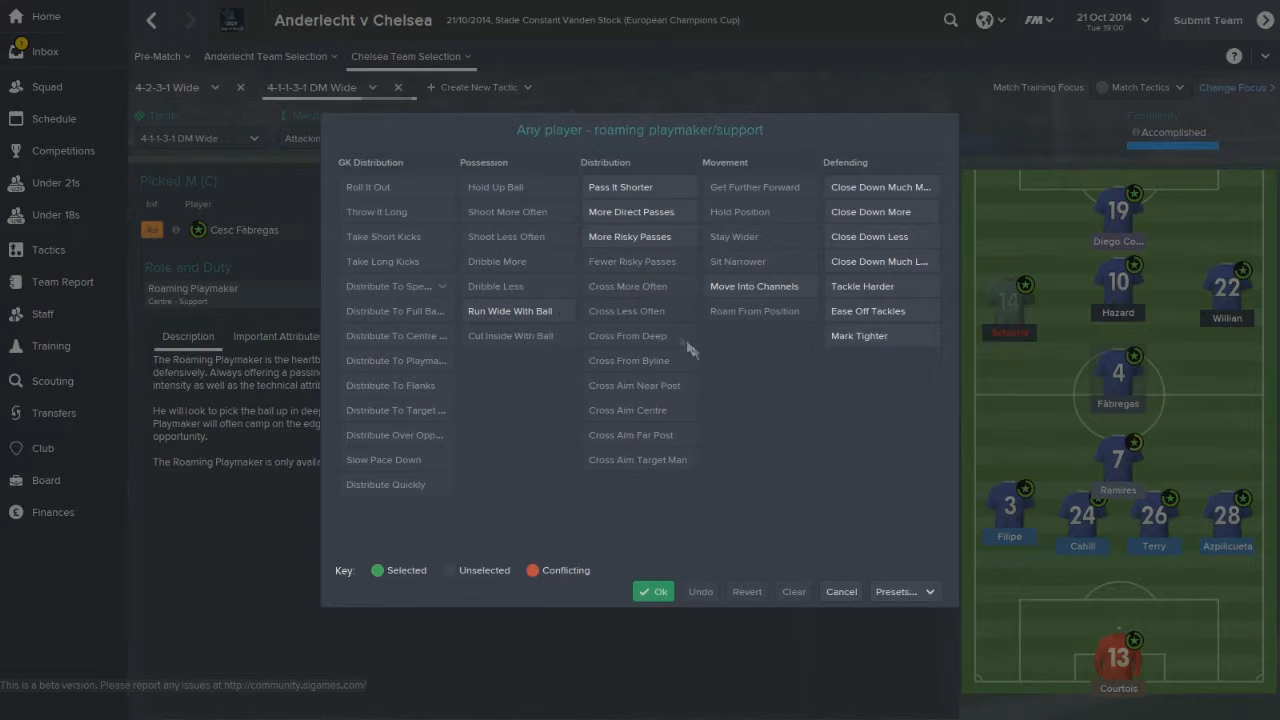 Home
Anderlecht v Chelsea
21/10/2014, Stade Constant Vanden Stock (European Champions Cup)
FM
21 Oct 2014
Tue 19:00
Submit Team
1
Inbox
Pre-Match
Anderlecht Team Selection
Chelsea Team Selection
?
Squad
4-2-3-1 Wide
4-1-1-3-1 DM Wide
Create New Tactic
Match Training Focus
Match Tactics
Change Focus
Schedule
4-1-1-3-1 DM Wide
Attacking
Accomplished
Competitions
Under 21s
Under 18s
Tactics
Team Report
Staff
Training
Scouting
Transfers
Club
Board
Finances
Picked M (C)
Inf
Player
Cesc Fàbregas
Role and Duty
Roaming Playmaker
Centre - Support
Description
Important Attributes
The Roaming Playmaker is the heartb
defensively. Always offering a passin
intensity as well as the technical attrib
He will look to pick the ball up in deep
Playmaker will often camp on the edg
opportunity.
The Roaming Playmaker is only availa
Any player - roaming playmaker/support
GK Distribution
Roll It Out
Throw It Long
Take Short Kicks
Take Long Kicks
Distribute To Spe...
Distribute To Full Ba...
Distribute To Centre ...
Distribute To Playma...
Distribute To Flanks
Distribute To Target ...
Distribute Over Opp...
Slow Pace Down
Distribute Quickly
Possession
Hold Up Ball
Shoot More Often
Shoot Less Often
Dribble More
Dribble Less
Run Wide With Ball
Cut Inside With Ball
Distribution
Pass It Shorter
More Direct Passes
More Risky Passes
Fewer Risky Passes
Cross More Often
Cross Less Often
Cross From Deep
Cross From Byline
Cross Aim Near Post
Cross Aim Centre
Cross Aim Far Post
Cross Aim Target Man
Movement
Get Further Forward
Hold Position
Stay Wider
Sit Narrower
Move Into Channels
Roam From Position
Defending
Close Down Much M...
Close Down More
Close Down Less
Close Down Much L...
Tackle Harder
Ease Off Tackles
Mark Tighter
Key:
Selected
Unselected
Conflicting
Ok
Undo
Revert
Clear
Cancel
Presets...
19
Diego Co...
14
Schürrle
10
Hazard
22
Willian
4
Fàbregas
7
Ramires
3
Filipe
24
Cahill
26
Terry
28
Azpilicueta
13
Courtois
This is a beta version. Please report any issues at http://community.sigames.com/